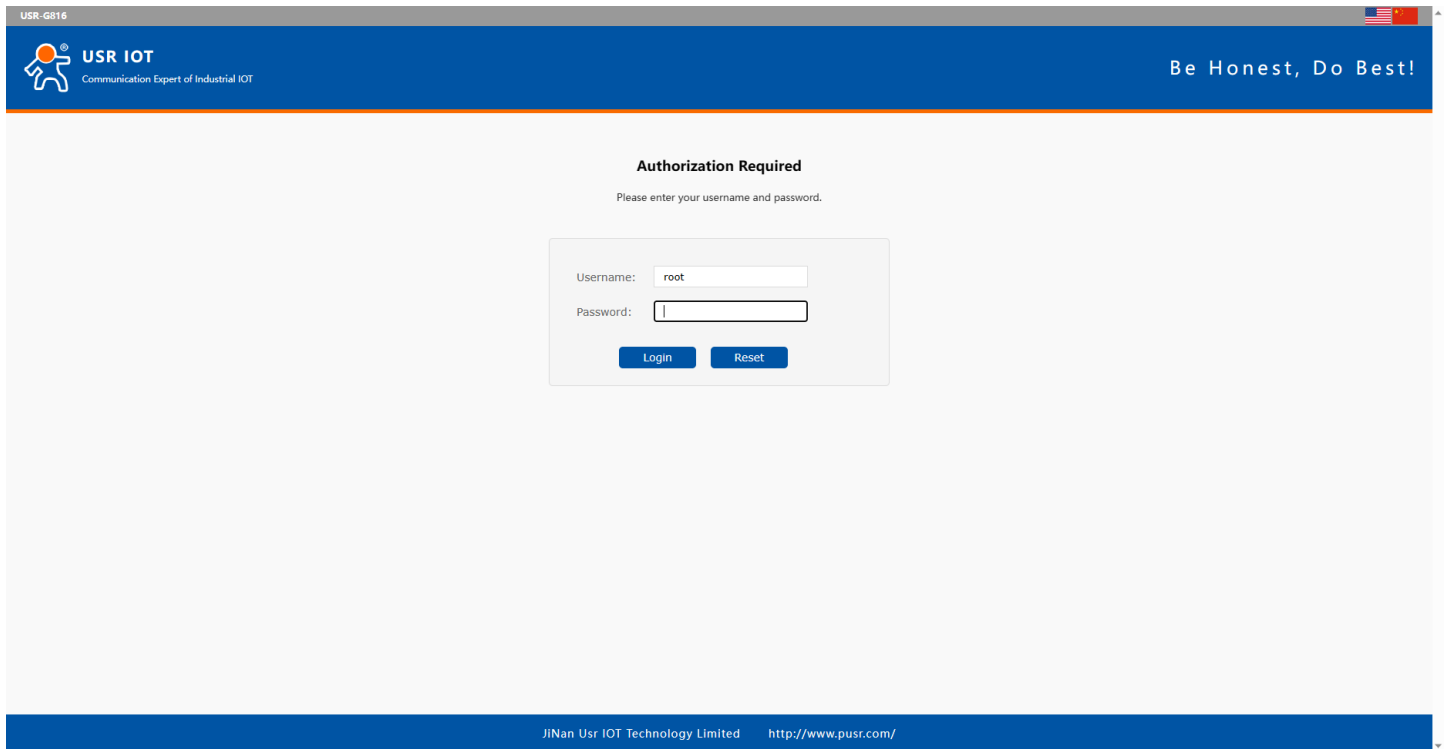 USR-G816
USR IOT
Communication Expert of Industrial IOT
Be Honest, Do Best!
Authorization Required
Please enter your username and password.
Username: root
Password:
Login Reset
JiNan Usr IOT Technology Limited http://www.pusr.com/